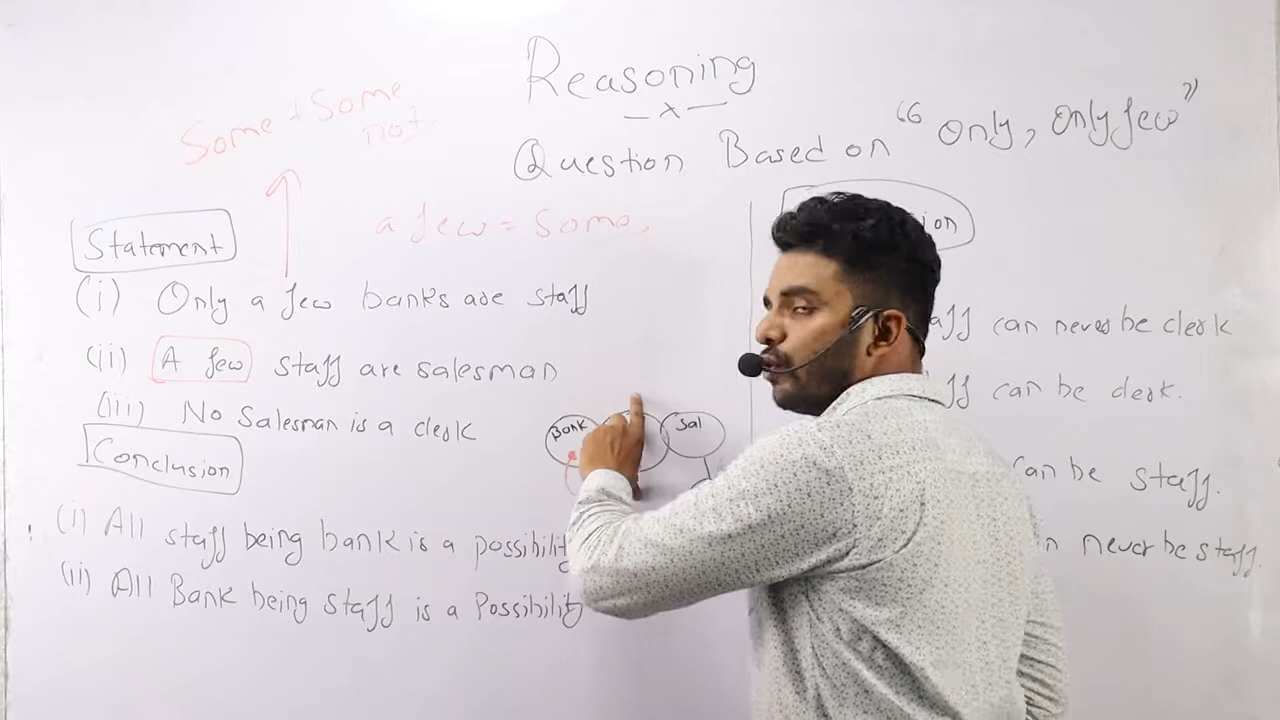 Reasoning
— x —
Question Based on “Only, Only few”
Some + Some
not.
a few = Some,
Statement
(i) Only a few banks are staff
(ii) A few staff are salesman
(iii) No Salesman is a clerk
Bank
Sal
Conclusion
(i) All staff being bank is a possibility
(ii) All Bank being staff is a Possibility
ion
aff can never be clerk
ff can be clerk.
can be staff.
n never be staff.